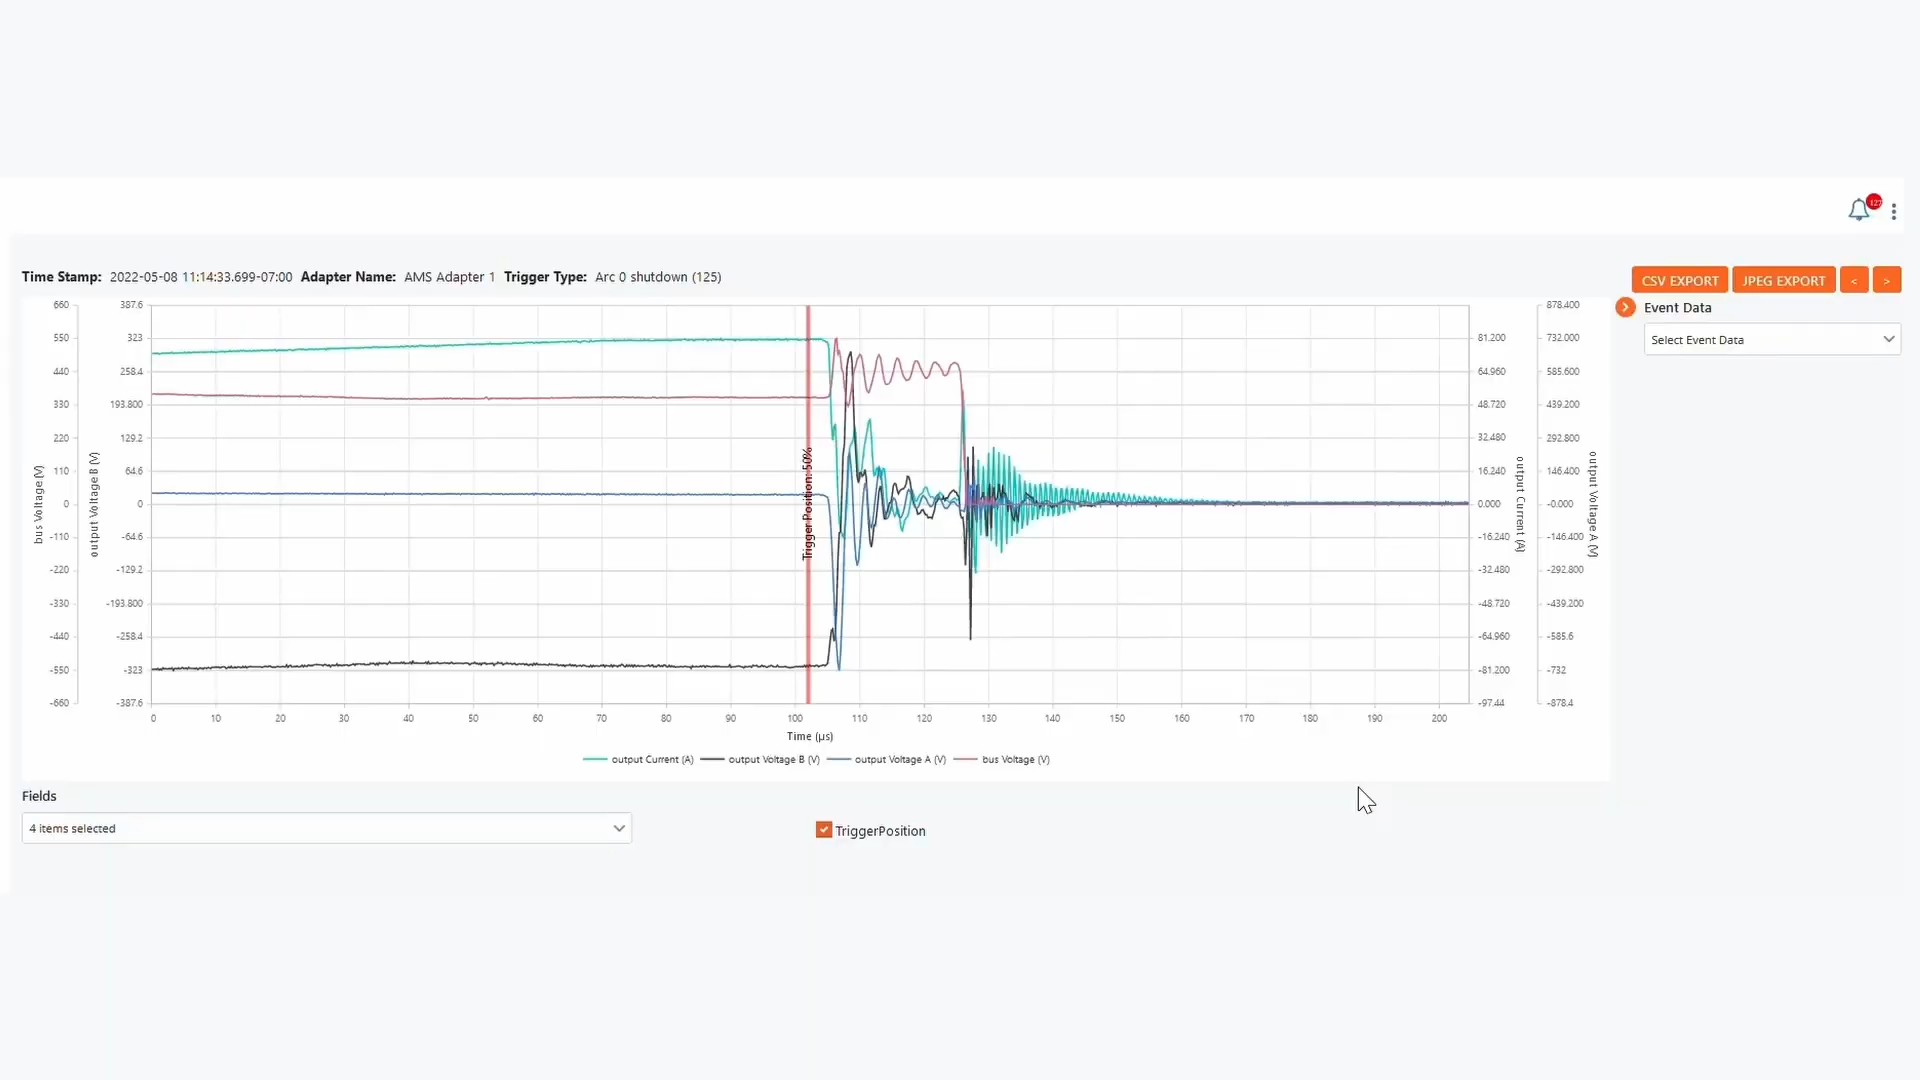 127
Time Stamp: 2022-05-08 11:14:33.699-07:00 Adapter Name: AMS Adapter 1 Trigger Type: Arc 0 shutdown (125)
CSV EXPORT JPEG EXPORT < >
Event Data
Select Event Data
660 387.6 878.400
550 323 81.200 732.000
440 258.4 64.960 585.600
330 193.800 48.720 439.200
220 129.2 32.480 292.800
110 64.6 16.240 146.400
0 0 0.000 -0.000
-110 -64.6 -16.240 -146.400
-220 -129.2 -32.480 -292.800
-330 -193.800 -48.720 -439.200
-440 -258.4 -64.960 -585.6
-550 -323 -81.200 -732
-660 -387.6 -97.44 -878.4
bus Voltage (V)
output Voltage B (V)
Trigger Position: 50%
output Current (A)
output Voltage A (V)
0 10 20 30 40 50 60 70 80 90 100 110 120 130 140 150 160 170 180 190 200
Time (µs)
output Current (A) output Voltage B (V) output Voltage A (V) bus Voltage (V)
Fields
4 items selected
TriggerPosition